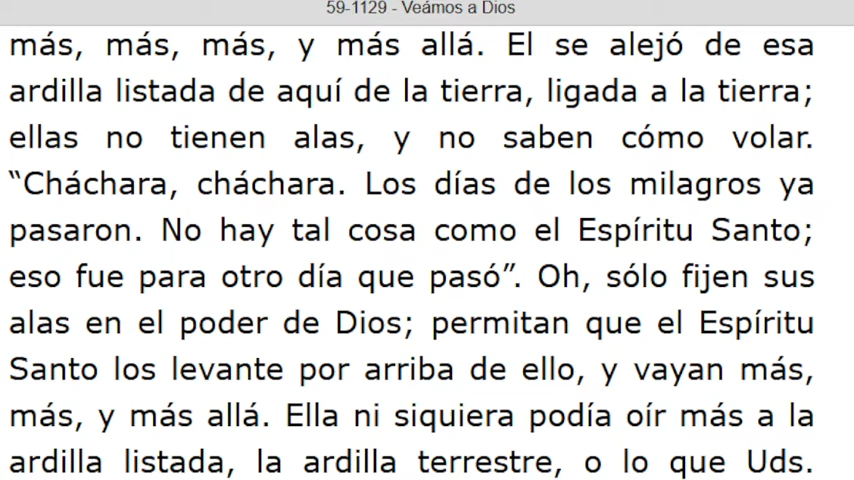 59-1129 - Veámos a Dios
más, más, más, y más allá. El se alejó de esa
ardilla listada de aquí de la tierra, ligada a la tierra;
ellas no tienen alas, y no saben cómo volar.
“Cháchara, cháchara. Los días de los milagros ya
pasaron. No hay tal cosa como el Espíritu Santo;
eso fue para otro día que pasó”. Oh, sólo fijen sus
alas en el poder de Dios; permitan que el Espíritu
Santo los levante por arriba de ello, y vayan más,
más, y más allá. Ella ni siquiera podía oír más a la
ardilla listada, la ardilla terrestre, o lo que Uds.